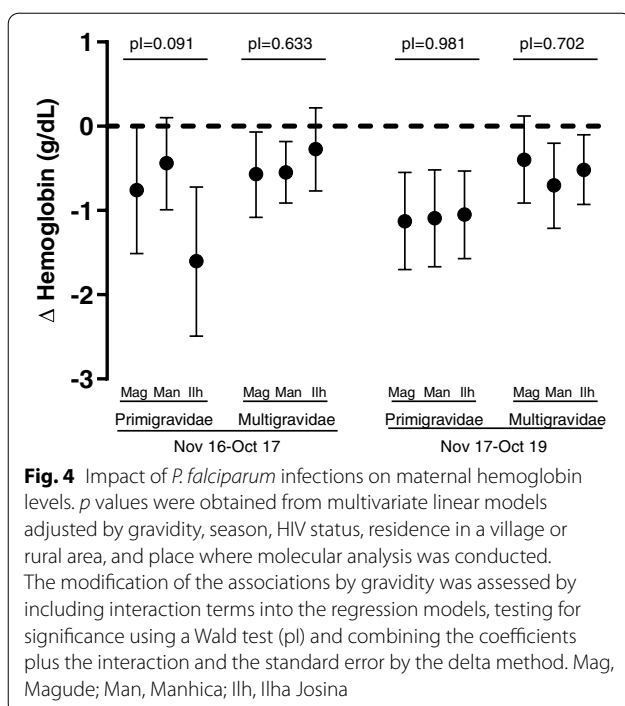 pI=0.091 pI=0.633 pI=0.981 pI=0.702
1
0
-1
-2
-3
Δ Hemoglobin (g/dL)
Mag Man Ilh Mag Man Ilh Mag Man Ilh Mag Man Ilh
Primigravidae Multigravidae Primigravidae Multigravidae
Nov 16-Oct 17 Nov 17-Oct 19
Fig. 4 Impact of P. falciparum infections on maternal hemoglobin
levels. p values were obtained from multivariate linear models
adjusted by gravidity, season, HIV status, residence in a village or
rural area, and place where molecular analysis was conducted.
The modification of the associations by gravidity was assessed by
including interaction terms into the regression models, testing for
significance using a Wald test (pI) and combining the coefficients
plus the interaction and the standard error by the delta method. Mag,
Magude; Man, Manhica; Ilh, Ilha Josina